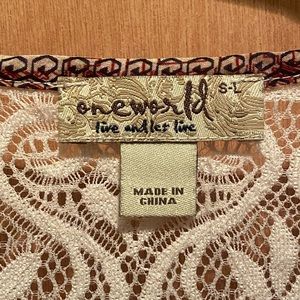 S-L
oneworld
live and let live
MADE IN
CHINA